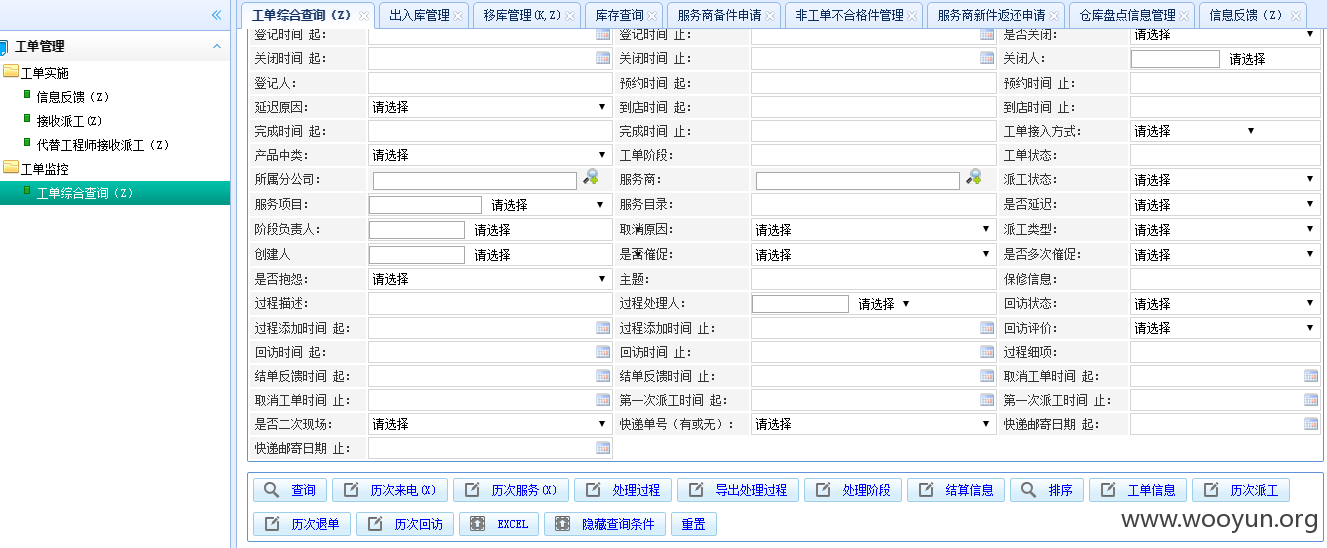 工单综合查询（Z） 出入库管理 移库管理(K,Z) 库存查询 服务商备件申请 非工单不合格件管理 服务商新件返还申请 仓库盘点信息管理 信息反馈（Z）
工单管理
工单实施
信息反馈（Z）
接收派工(Z)
代替工程师接收派工（Z）
工单监控
工单综合查询（Z）
登记时间 起： 登记时间 止： 是否关闭： 请选择
关闭时间 起： 关闭时间 止： 关闭人： 请选择
登记人： 预约时间 起： 预约时间 止：
延迟原因： 请选择 到店时间 起： 到店时间 止：
完成时间 起： 完成时间 止： 工单接入方式： 请选择
产品中类： 请选择 工单阶段： 工单状态：
所属分公司： 服务商： 派工状态： 请选择
服务项目： 请选择 服务目录： 是否延迟： 请选择
阶段负责人： 请选择 取消原因： 请选择 派工类型： 请选择
创建人 请选择 是否催促： 请选择 是否多次催促： 请选择
是否抱怨： 请选择 主题： 保修信息：
过程描述： 过程处理人： 请选择 回访状态： 请选择
过程添加时间 起： 过程添加时间 止： 回访评价： 请选择
回访时间 起： 回访时间 止： 过程细项：
结单反馈时间 起： 结单反馈时间 止： 取消工单时间 起：
取消工单时间 止： 第一次派工时间 起： 第一次派工时间 止：
是否二次现场： 请选择 快递单号（有或无）： 请选择 快递邮寄日期 起：
快递邮寄日期 止：
查询 历次来电(X) 历次服务(X) 处理过程 导出处理过程 处理阶段 结算信息 排序 工单信息 历次派工
历次退单 历次回访 EXCEL 隐藏查询条件 重置
www.wooyun.org